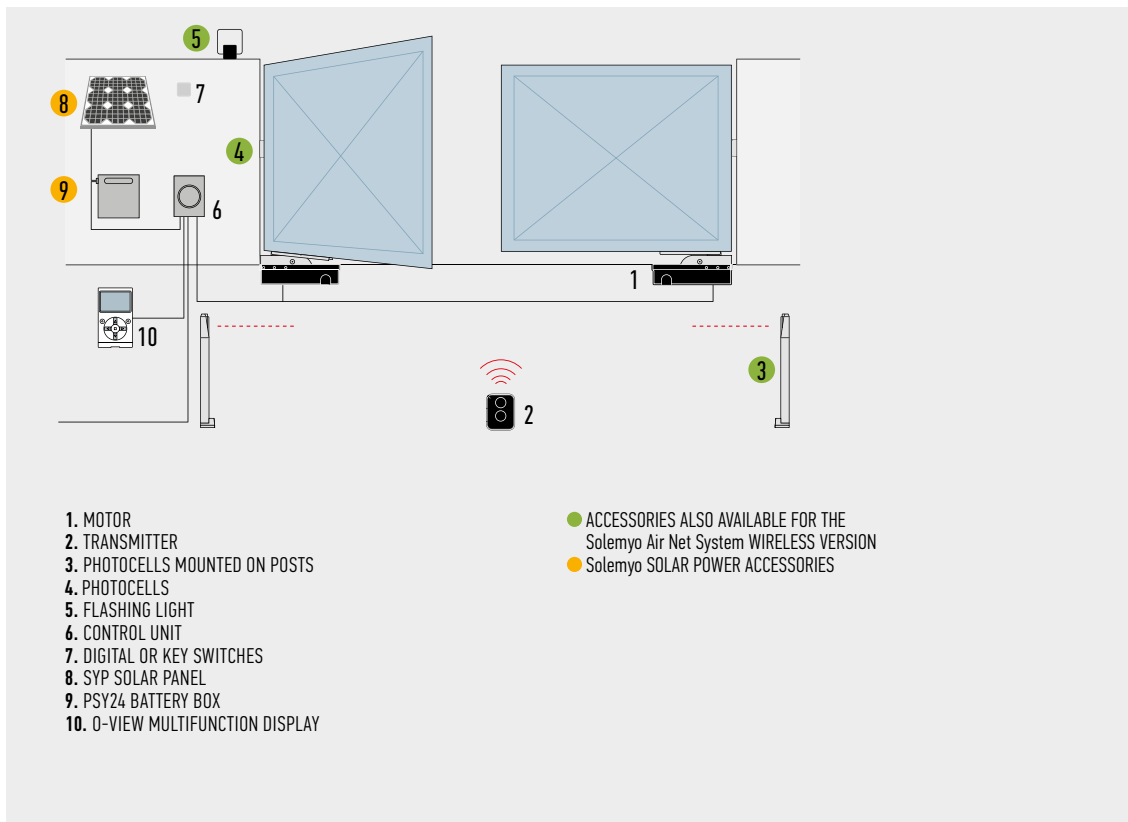 5
8
7
4
9
6
1
10
3
2
1. MOTOR
2. TRANSMITTER
3. PHOTOCELLS MOUNTED ON POSTS
4. PHOTOCELLS
5. FLASHING LIGHT
6. CONTROL UNIT
7. DIGITAL OR KEY SWITCHES
8. SYP SOLAR PANEL
9. PSY24 BATTERY BOX
10. O-VIEW MULTIFUNCTION DISPLAY
ACCESSORIES ALSO AVAILABLE FOR THE
Solemyo Air Net System WIRELESS VERSION
Solemyo SOLAR POWER ACCESSORIES